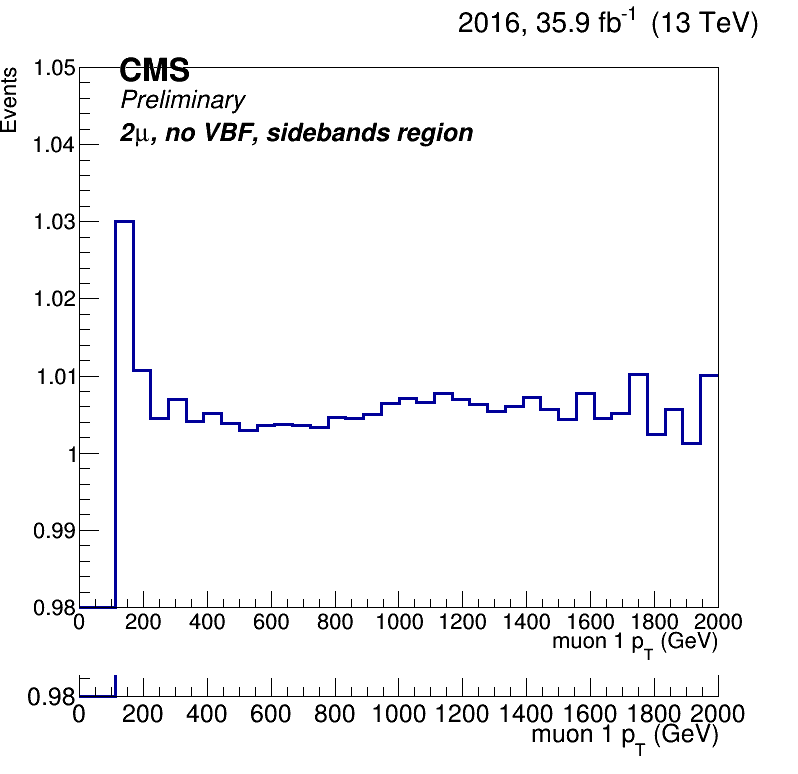 2016, 35.9 fb-1 (13 TeV)
CMS
Preliminary
2μ, no VBF, sidebands region
Events
1.05
1.04
1.03
1.02
1.01
1
0.99
0.98
0 200 400 600 800 1000 1200 1400 1600 1800 2000
muon 1 pT (GeV)
0.98
0 200 400 600 800 1000 1200 1400 1600 1800 2000
muon 1 pT (GeV)